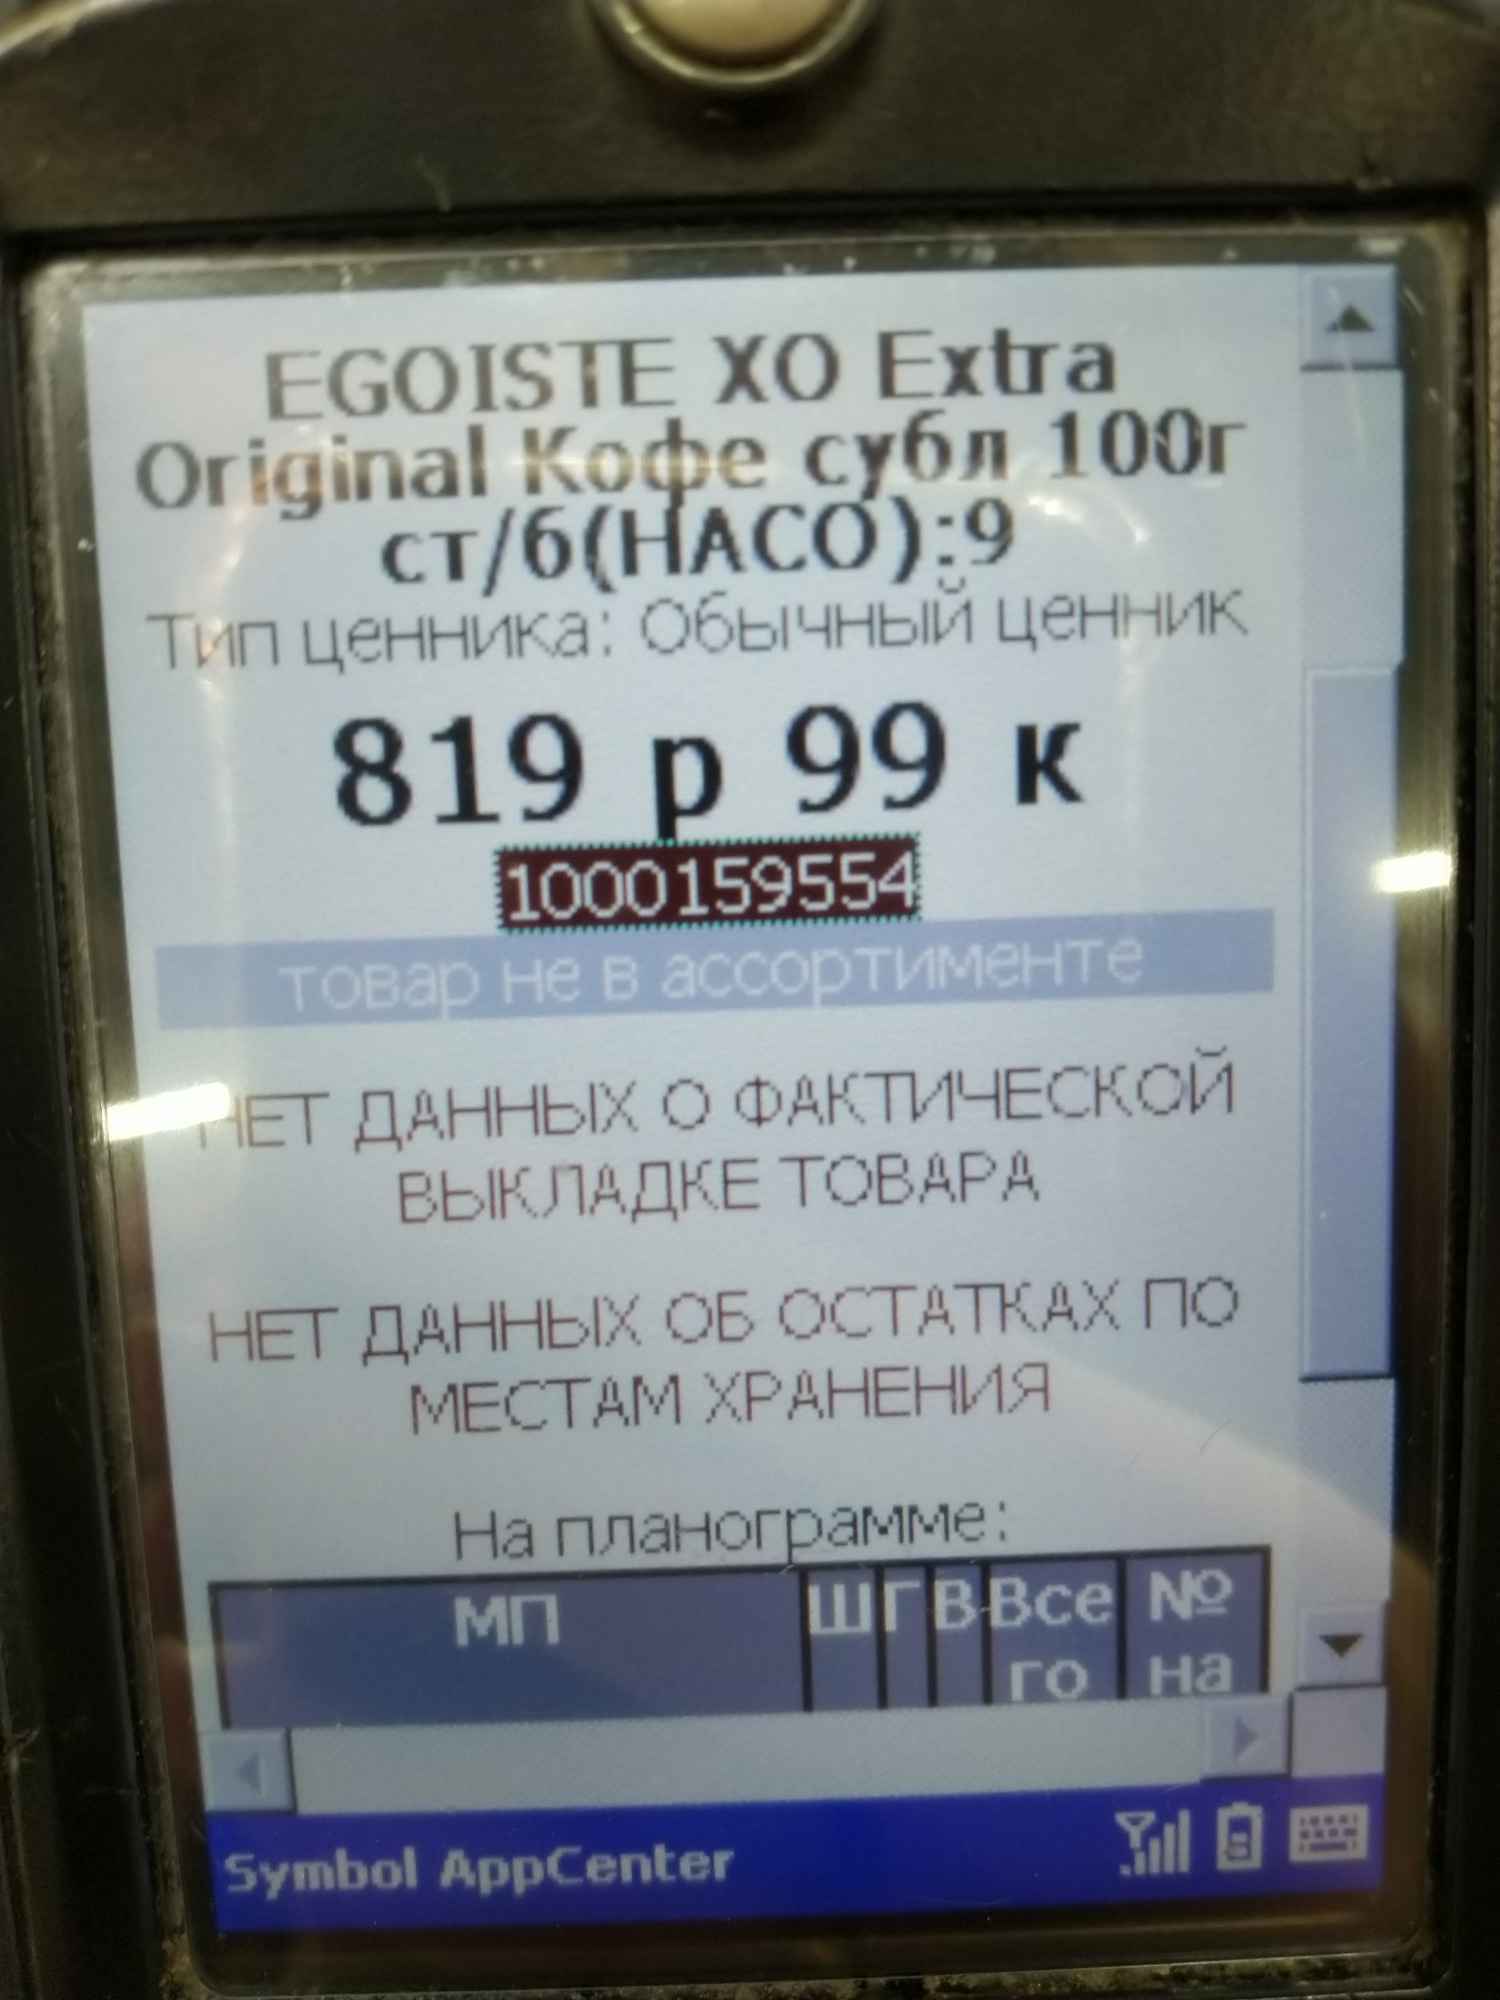 EGOISTE XO Extra
Original Кофе субл 100г
ст/б(НАСО):9
Тип ценника: Обычный ценник
819 р 99 к
1000159554
товар не в ассортименте
НЕТ ДАННЫХ О ФАКТИЧЕСКОЙ
ВЫКЛАДКЕ ТОВАРА
НЕТ ДАННЫХ ОБ ОСТАТКАХ ПО
МЕСТАМ ХРАНЕНИЯ
На планограмме:
МП Ш Г В Все №
го на
Symbol AppCenter